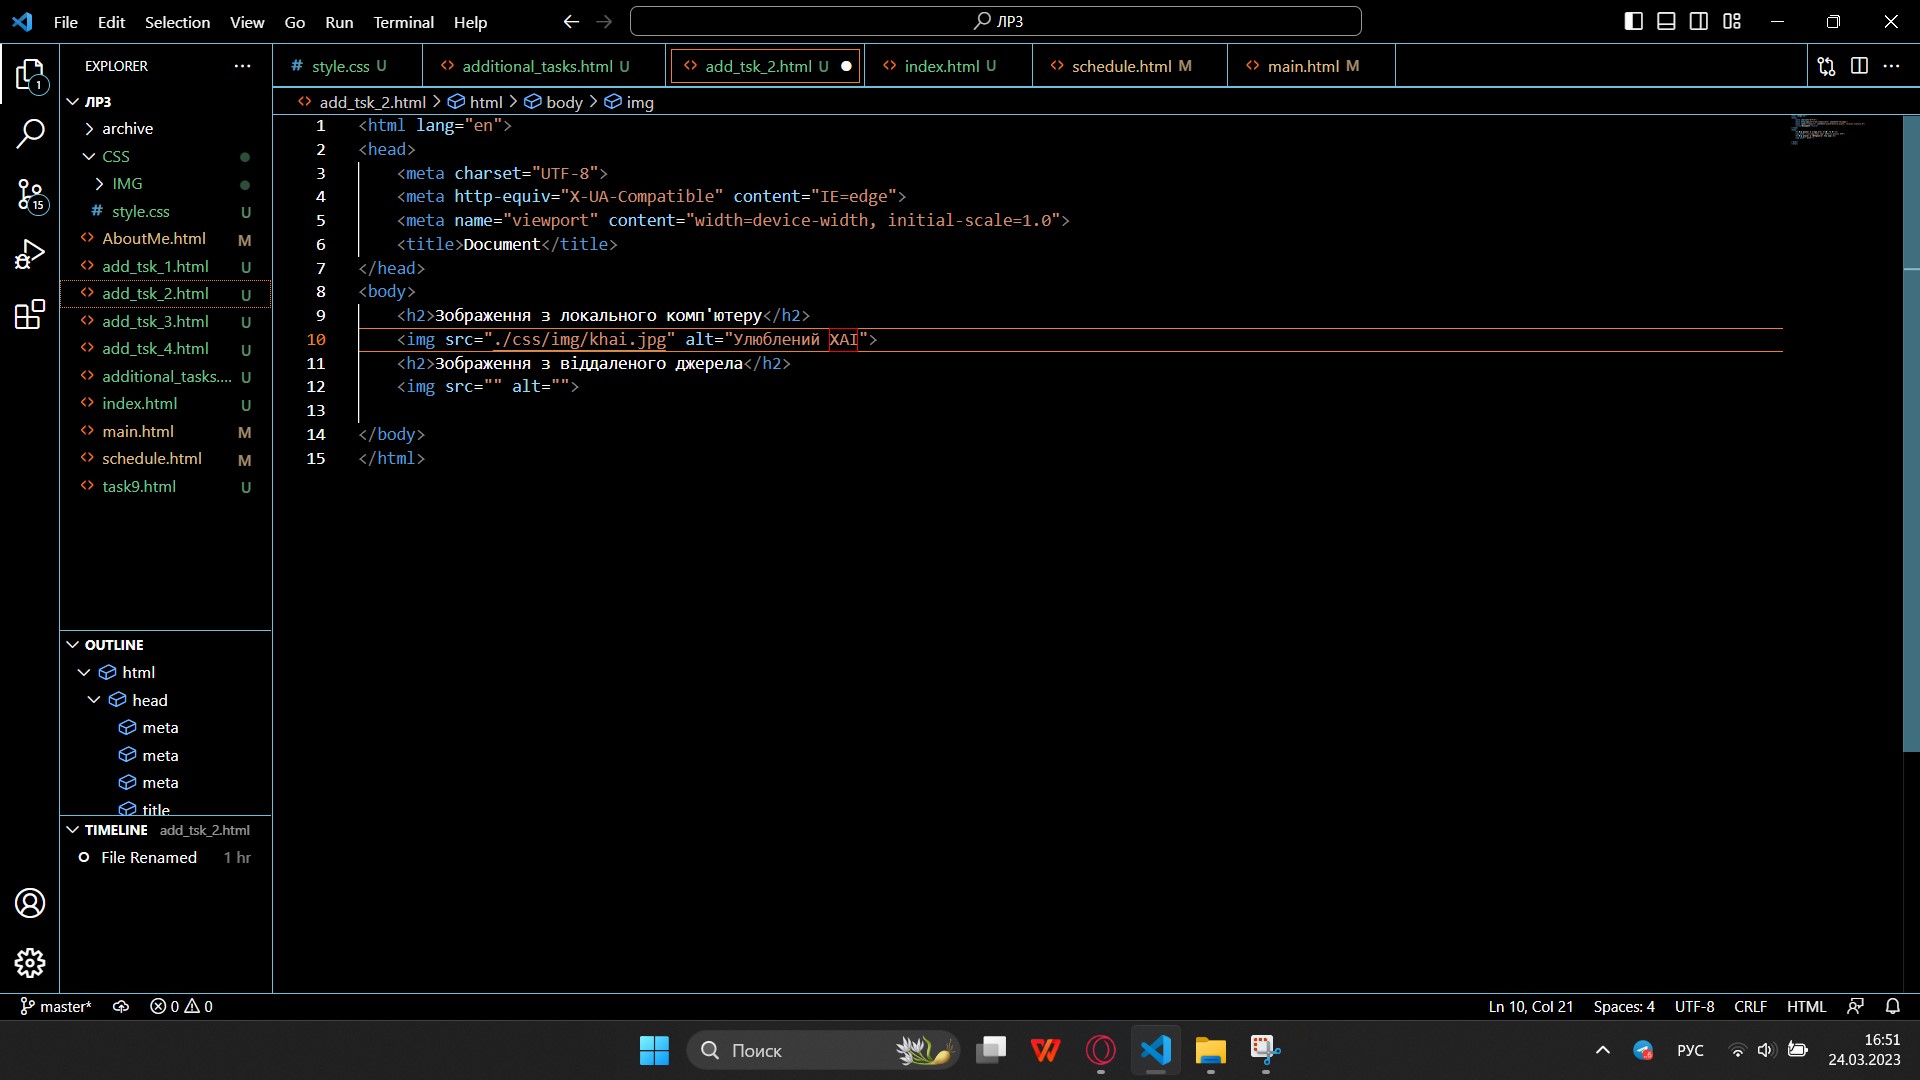 File Edit Selection View Go Run Terminal Help
ЛР3
EXPLORER
ЛР3
archive
CSS
IMG
style.css U
AboutMe.html M
add_tsk_1.html U
add_tsk_2.html U
add_tsk_3.html U
add_tsk_4.html U
additional_tasks.... U
index.html U
main.html M
schedule.html M
task9.html U
OUTLINE
html
head
meta
meta
meta
title
TIMELINE add_tsk_2.html
File Renamed 1 hr
1
15
# style.css U
additional_tasks.html U
add_tsk_2.html U
index.html U
schedule.html M
main.html M
add_tsk_2.html > html > body > img
1 <html lang="en">
2 <head>
3 <meta charset="UTF-8">
4 <meta http-equiv="X-UA-Compatible" content="IE=edge">
5 <meta name="viewport" content="width=device-width, initial-scale=1.0">
6 <title>Document</title>
7 </head>
8 <body>
9 <h2>Зображення з локального комп'ютеру</h2>
10 <img src="./css/img/khai.jpg" alt="Улюблений ХАІ">
11 <h2>Зображення з віддаленого джерела</h2>
12 <img src="" alt="">
13
14 </body>
15 </html>
master* 0 0
Ln 10, Col 21 Spaces: 4 UTF-8 CRLF HTML
Поиск
РУС
16:51
24.03.2023